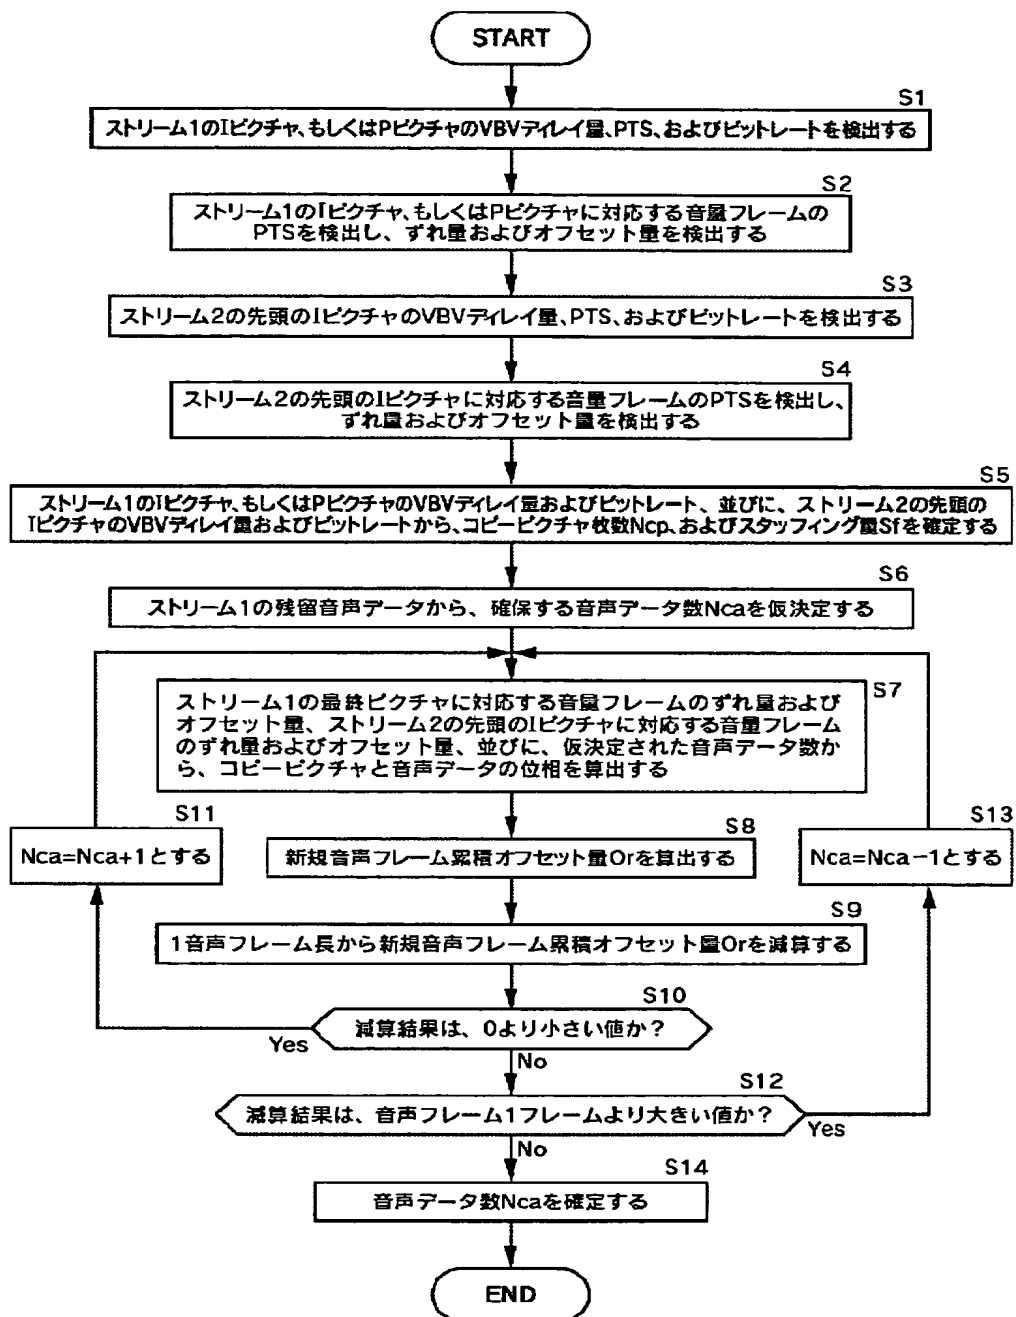 START
S1
ストリーム1のIピクチャ、もしくはPピクチャのVBVディレイ量、PTS、およびビットレートを検出する
S2
ストリーム1のIピクチャ、もしくはPピクチャに対応する音量フレームの
PTSを検出し、ずれ量およびオフセット量を検出する
S3
ストリーム2の先頭のIピクチャのVBVディレイ量、PTS、およびビットレートを検出する
S4
ストリーム2の先頭のIピクチャに対応する音量フレームのPTSを検出し、
ずれ量およびオフセット量を検出する
S5
ストリーム1のIピクチャ、もしくはPピクチャのVBVディレイ量およびビットレート、並びに、ストリーム2の先頭の
IピクチャのVBVディレイ量およびビットレートから、コピーピクチャ枚数Ncp、およびスタッフィング量Sfを確定する
S6
ストリーム1の残留音声データから、確保する音声データ数Ncaを仮決定する
S7
ストリーム1の最終ピクチャに対応する音量フレームのずれ量および
オフセット量、ストリーム2の先頭のIピクチャに対応する音量フレーム
のずれ量およびオフセット量、並びに、仮決定された音声データ数か
ら、コピーピクチャと音声データの位相を算出する
S11
Nca=Nca+1とする
S8
新規音声フレーム累積オフセット量Orを算出する
S13
Nca=Nca−1とする
S9
1音声フレーム長から新規音声フレーム累積オフセット量Orを減算する
S10
減算結果は、0より小さい値か？
Yes
No
S12
減算結果は、音声フレーム1フレームより大きい値か？
Yes
No
S14
音声データ数Ncaを確定する
END